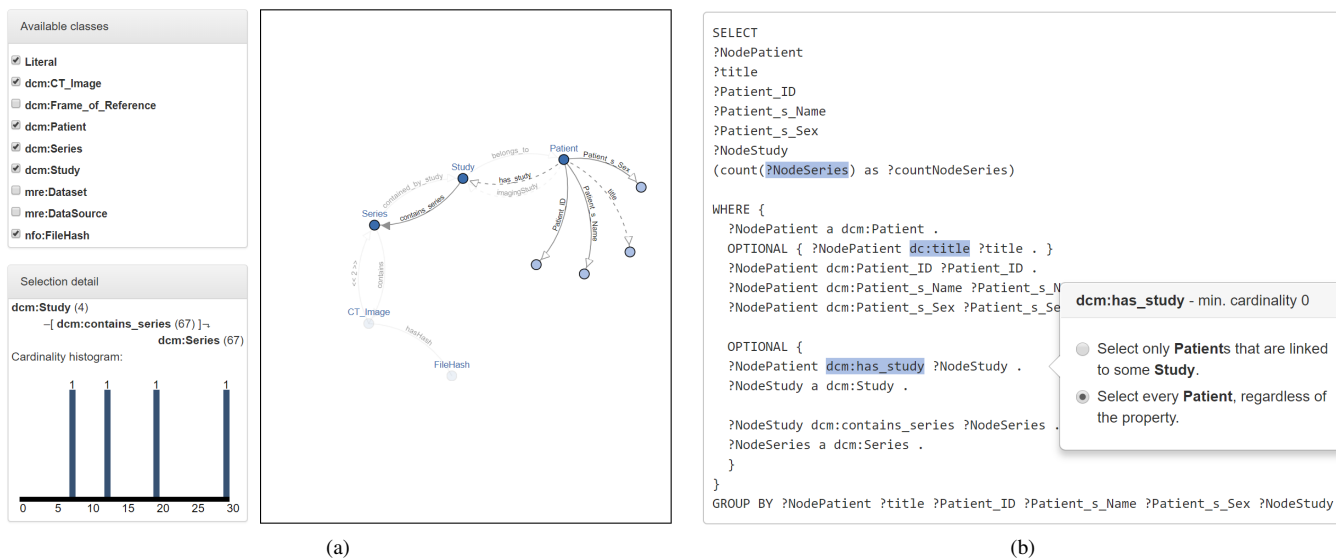 Available classes
Literal
dcm:CT_Image
dcm:Frame_of_Reference
dcm:Patient
dcm:Series
dcm:Study
mre:Dataset
mre:DataSource
nfo:FileHash
Selection detail
dcm:Study (4)
–[ dcm:contains_series (67) ]¬
dcm:Series (67)
Cardinality histogram:
1 1 1 1
0 5 10 15 20 25 30
Patient
belongs_to
Patient_s_Sex
Study
has_study
title
imagingStudy
contained_by_study
contains_series
Patient_ID
Patient_s_Name
Series
<< 2 >>
contains
CT_Image
hasHash
FileHash
(a)
SELECT
?NodePatient
?title
?Patient_ID
?Patient_s_Name
?Patient_s_Sex
?NodeStudy
(count(?NodeSeries) as ?countNodeSeries)
WHERE {
?NodePatient a dcm:Patient .
OPTIONAL { ?NodePatient dc:title ?title . }
?NodePatient dcm:Patient_ID ?Patient_ID .
?NodePatient dcm:Patient_s_Name ?Patient_s_N
?NodePatient dcm:Patient_s_Sex ?Patient_s_Se
OPTIONAL {
?NodePatient dcm:has_study ?NodeStudy .
?NodeStudy a dcm:Study .
?NodeStudy dcm:contains_series ?NodeSeries .
?NodeSeries a dcm:Series .
}
}
GROUP BY ?NodePatient ?title ?Patient_ID ?Patient_s_Name ?Patient_s_Sex ?NodeStudy
dcm:has_study - min. cardinality 0
Select only Patients that are linked
to some Study.
Select every Patient, regardless of
the property.
(b)